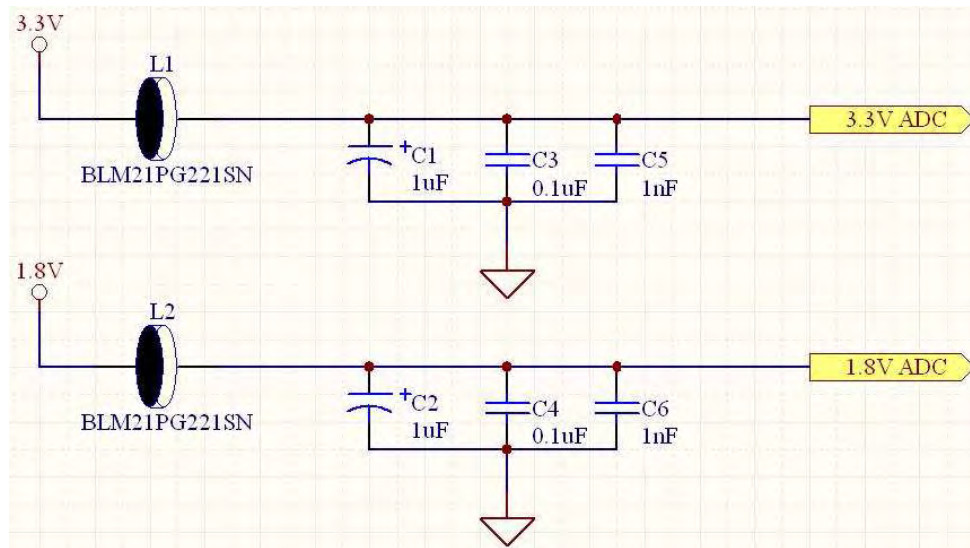 3.3V
L1
BLM21PG221SN
+C1
1uF
C3
0.1uF
C5
1nF
3.3V ADC
1.8V
L2
BLM21PG221SN
+C2
1uF
C4
0.1uF
C6
1nF
1.8V ADC